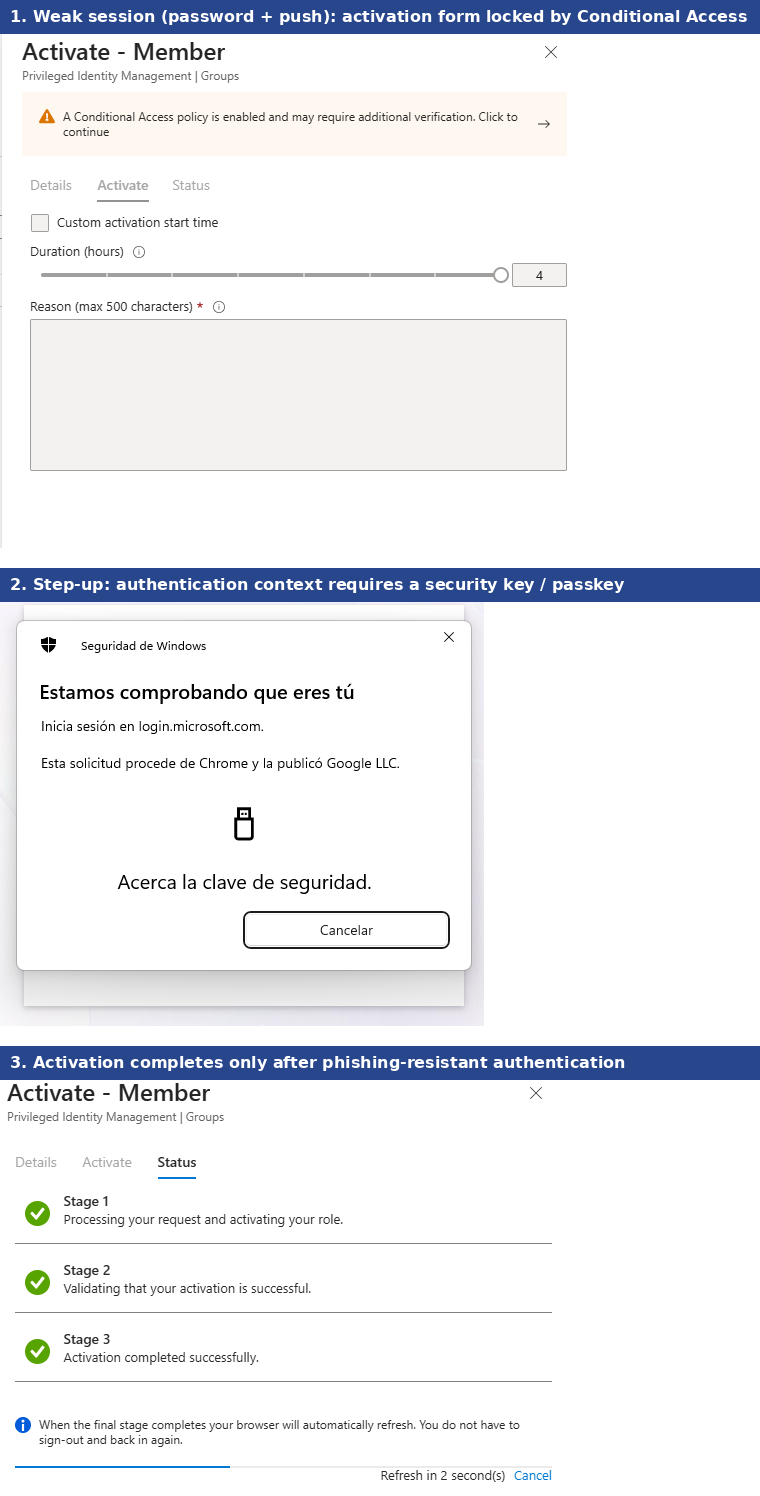 1. Weak session (password + push): activation form locked by Conditional Access
Activate - Member
Privileged Identity Management | Groups
A Conditional Access policy is enabled and may require additional verification. Click to
continue
Details Activate Status
Custom activation start time
Duration (hours)
4
Reason (max 500 characters) *
2. Step-up: authentication context requires a security key / passkey
Seguridad de Windows
Estamos comprobando que eres tú
Inicia sesión en login.microsoft.com.
Esta solicitud procede de Chrome y la publicó Google LLC.
Acerca la clave de seguridad.
Cancelar
3. Activation completes only after phishing-resistant authentication
Activate - Member
Privileged Identity Management | Groups
Details Activate Status
Stage 1
Processing your request and activating your role.
Stage 2
Validating that your activation is successful.
Stage 3
Activation completed successfully.
When the final stage completes your browser will automatically refresh. You do not have to
sign-out and back in again.
Refresh in 2 second(s) Cancel